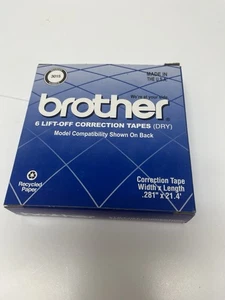 3015
We're at your side.
MADE IN
THE U.S.A.
brother®
6 LIFT-OFF CORRECTION TAPES (DRY)
Model Compatibility Shown On Back
Recycled
Paper
Correction Tape
Width x Length
.281" x 21.4'